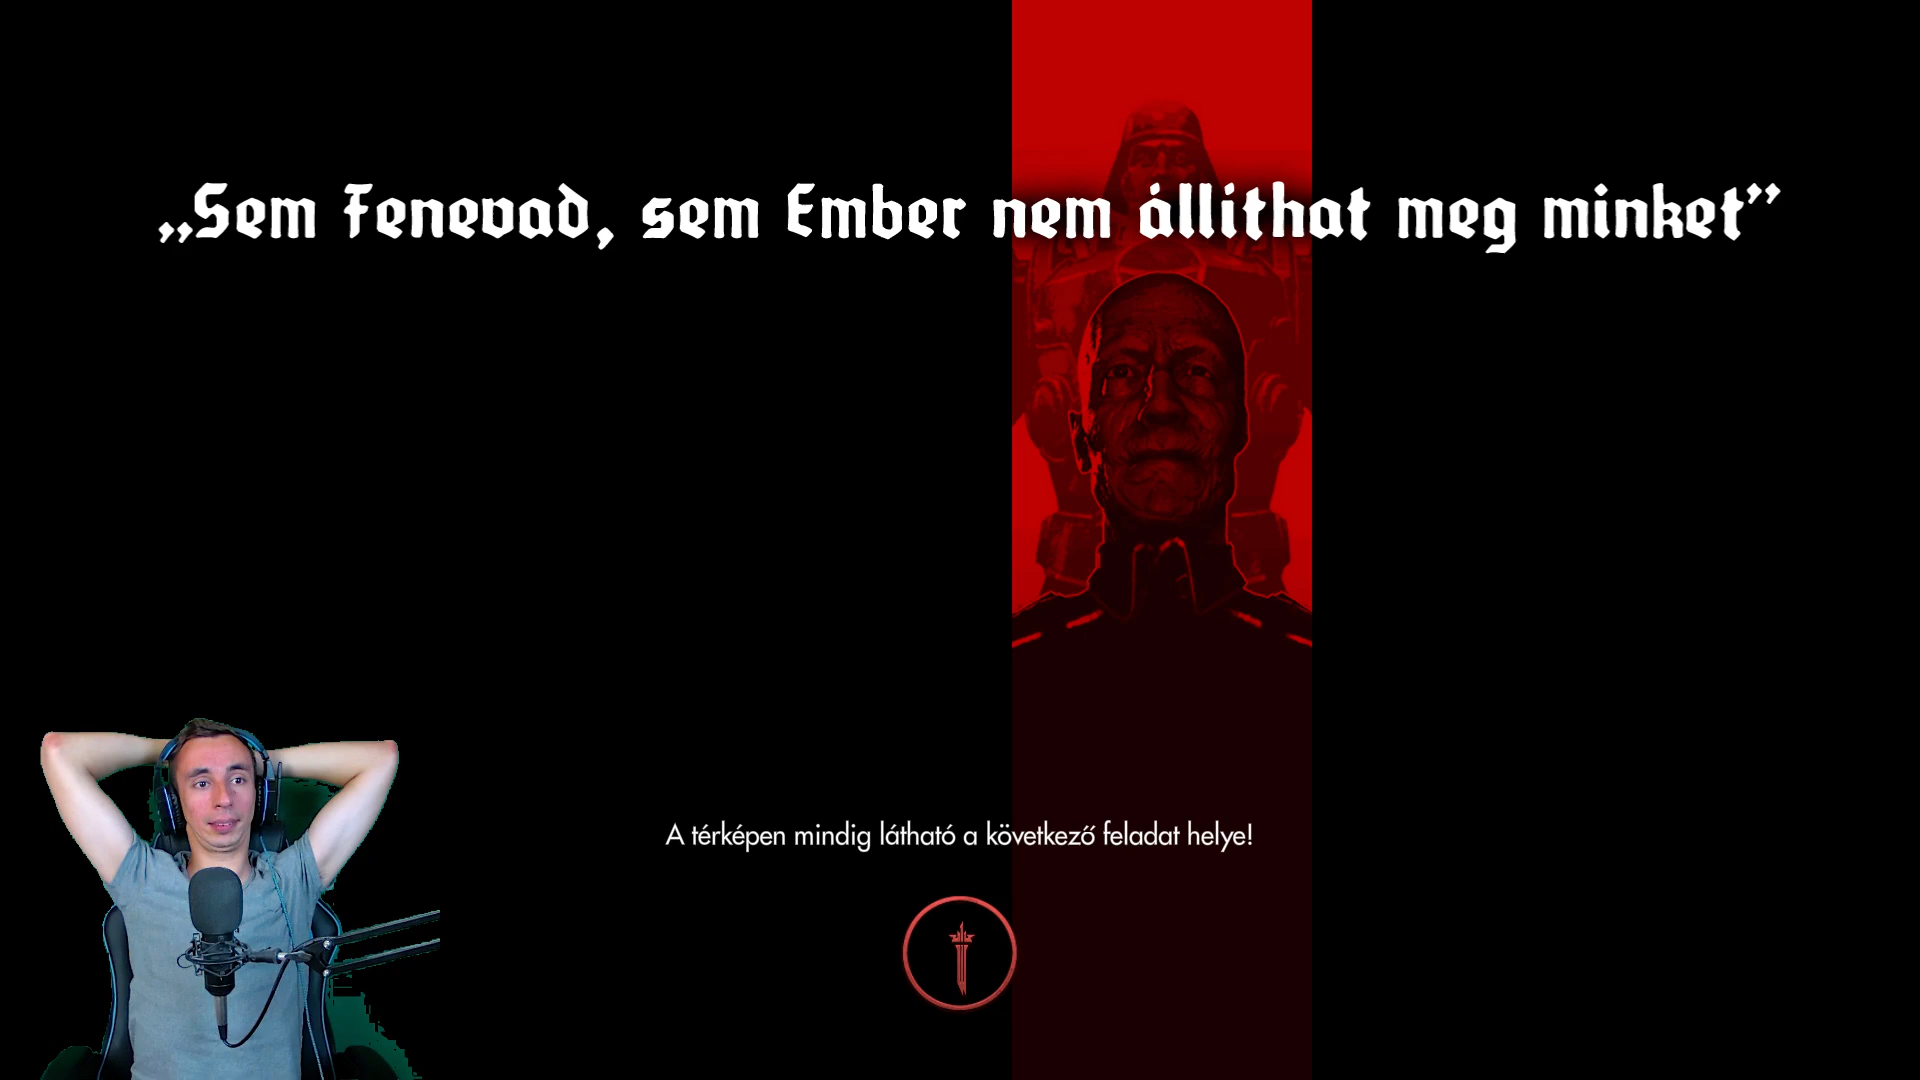 „Sem Fenevad, sem Ember nem állíthat meg minket”
A térképen mindig látható a következő feladat helye!